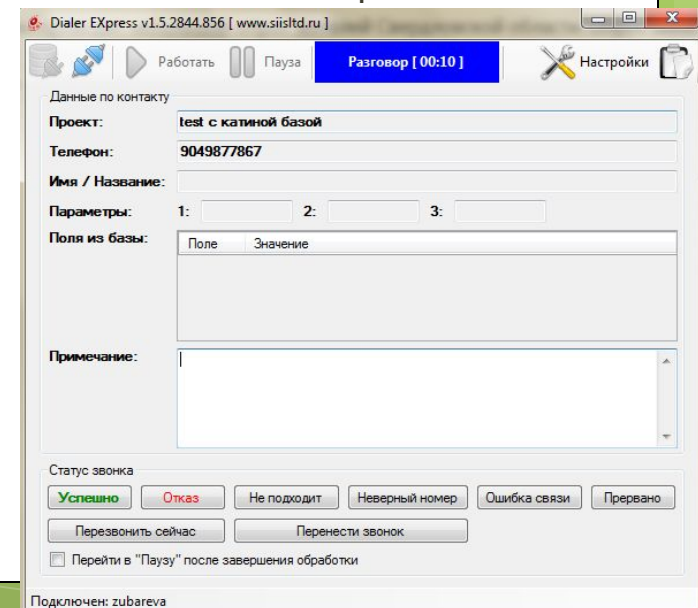 Dialer EXpress v1.5.2844.856 [ www.siisltd.ru ]
Работать Пауза Разговор [ 00:10 ] Настройки
Данные по контакту
Проект: test с катиной базой
Телефон: 9049877867
Имя / Название:
Параметры: 1: 2: 3:
Поля из базы: Поле Значение
Примечание:
Статус звонка
Успешно Отказ Не подходит Неверный номер Ошибка связи Прервано
Перезвонить сейчас Перенести звонок
Перейти в "Паузу" после завершения обработки
Подключен: zubareva